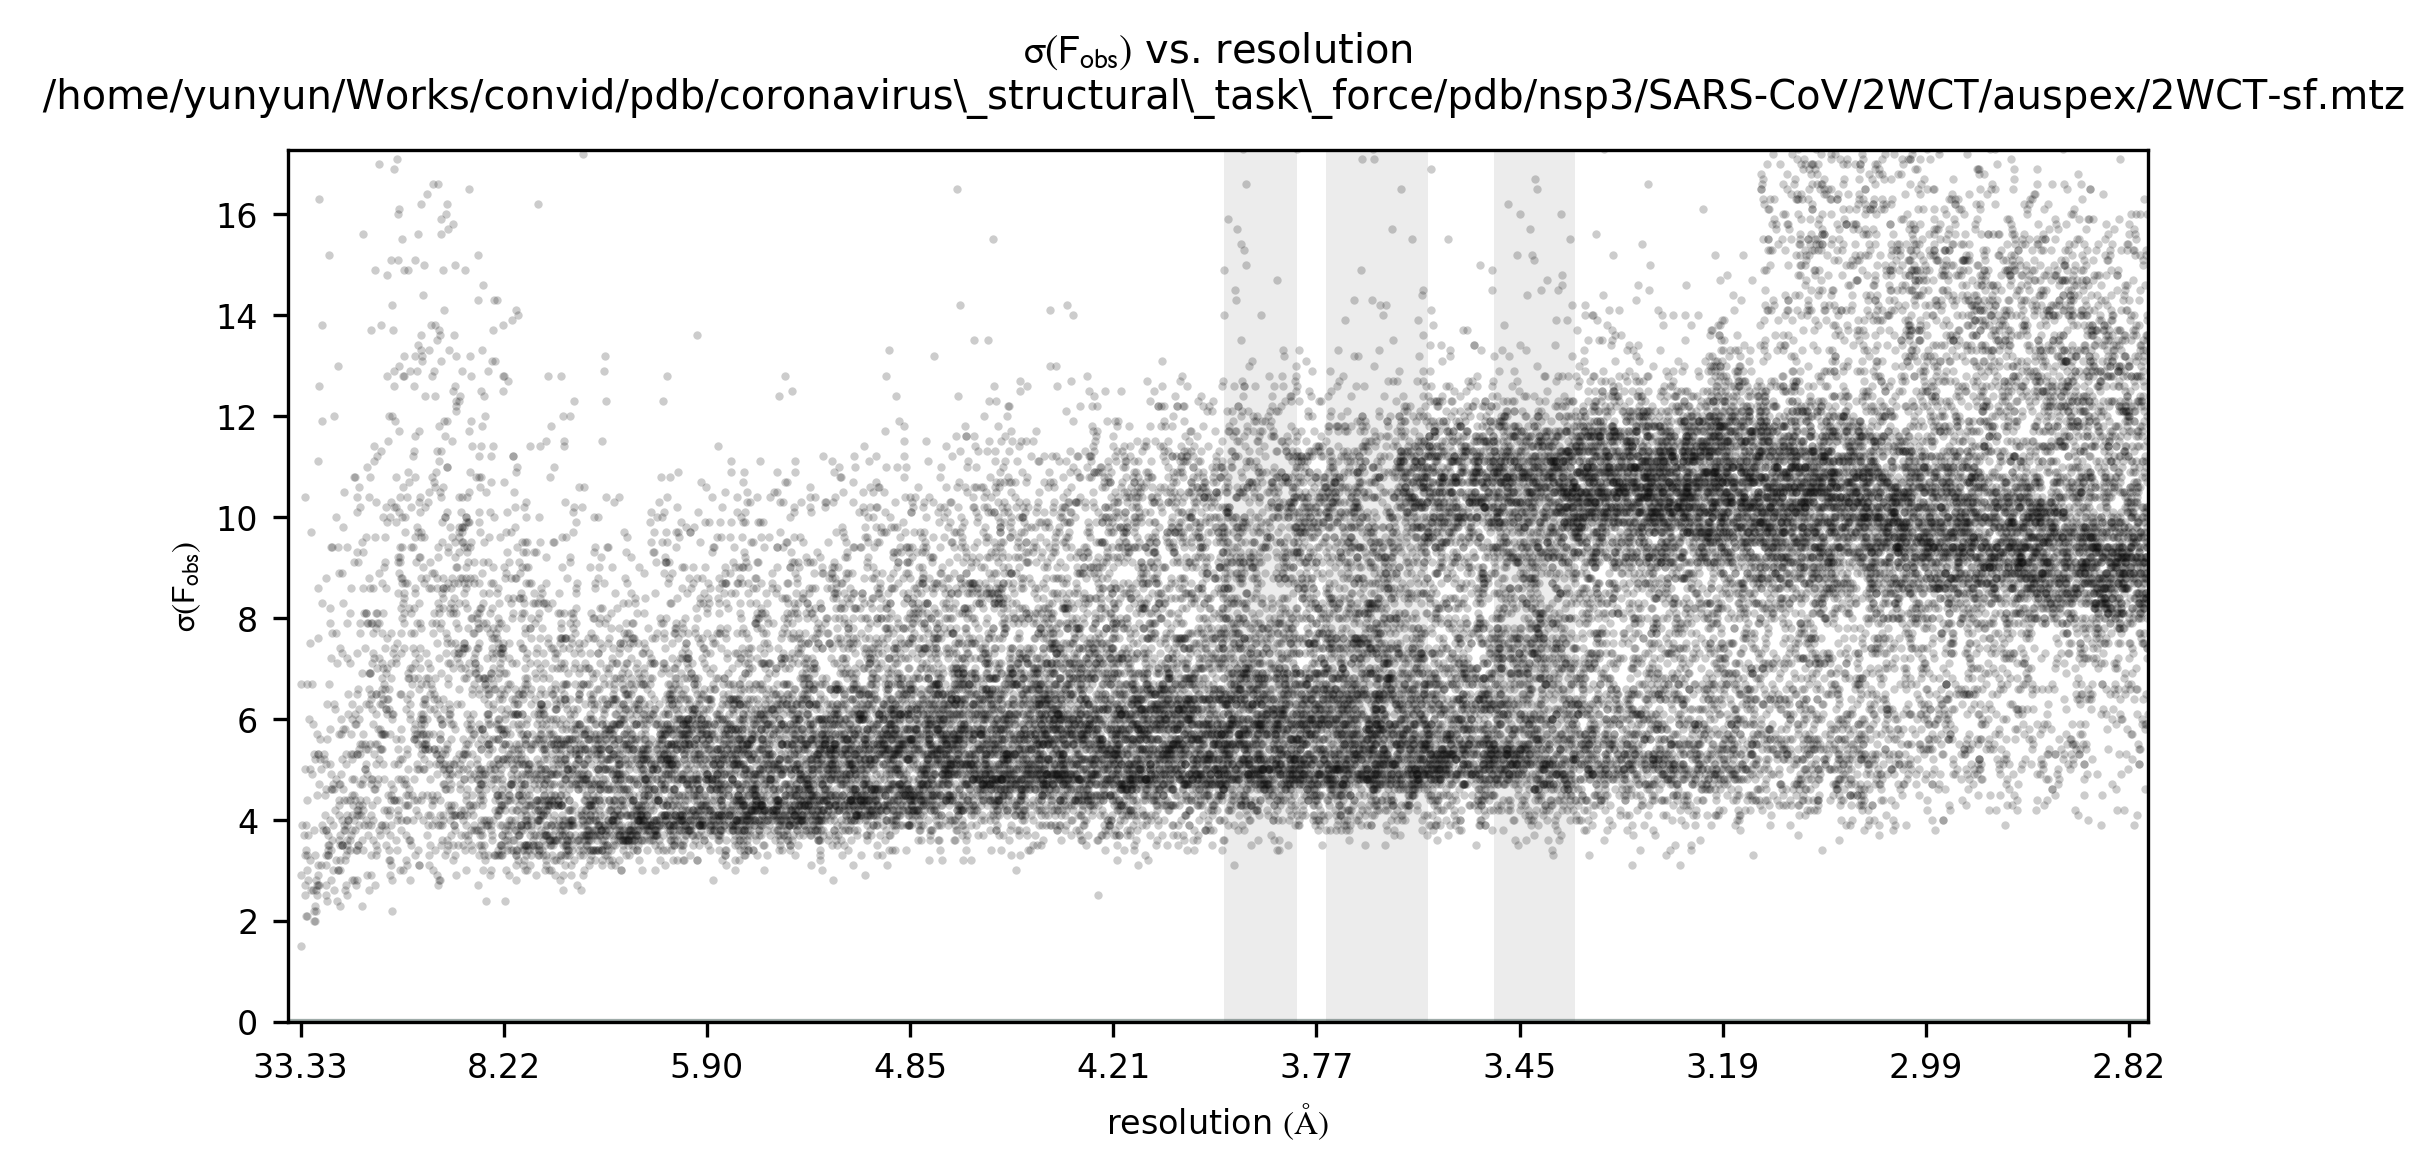 σ(F_obs) vs. resolution
/home/yunyun/Works/convid/pdb/coronavirus\_structural\_task\_force/pdb/nsp3/SARS-CoV/2WCT/auspex/2WCT-sf.mtz
16
14
12
10
8
6
4
2
0
σ(F_obs)
33.33 8.22 5.90 4.85 4.21 3.77 3.45 3.19 2.99 2.82
resolution (Å)